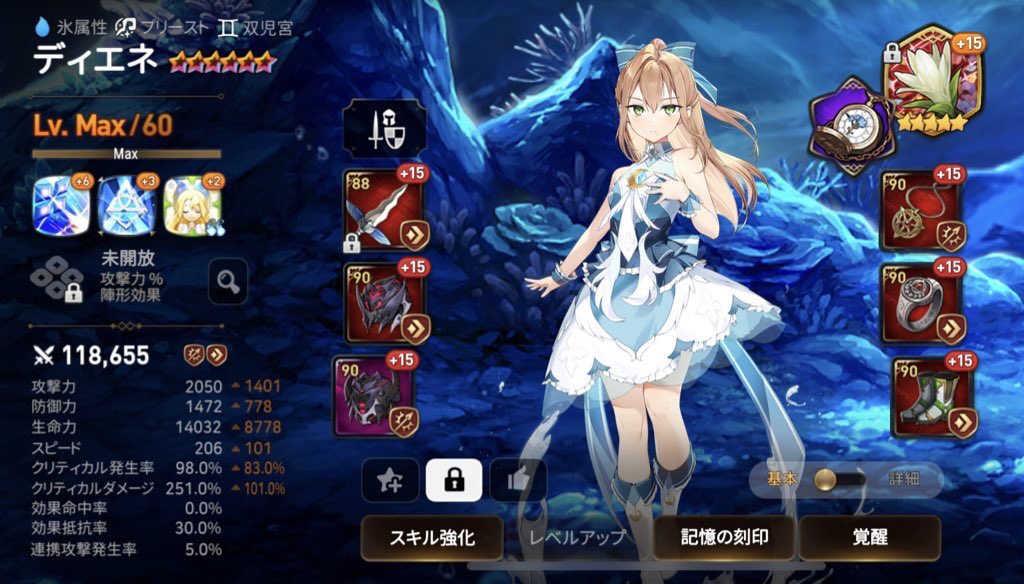 氷属性 プリースト 双児宮
ディエネ
Lv. Max/60
Max
+6 +3 +2
未開放
攻撃力%
陣形効果
118,655
攻撃力 2050 1401
防御力 1472 778
生命力 14032 8778
スピード 206 101
クリティカル発生率 98.0% 83.0%
クリティカルダメージ 251.0% 101.0%
効果命中率 0.0%
効果抵抗率 30.0%
連携攻撃発生率 5.0%
88 +15
90 +15
90 +15
+15
90 +15
90 +15
90 +15
基本 詳細
スキル強化 レベルアップ 記憶の刻印 覚醒